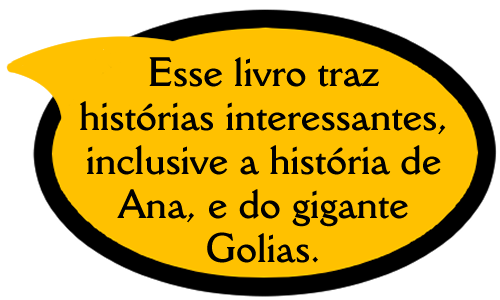 Esse livro traz
histórias interessantes,
inclusive a história de
Ana, e do gigante
Golias.